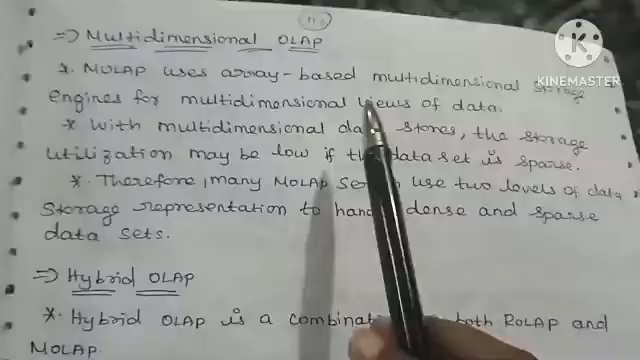 11
⇒ Multidimensional OLAP
* MOLAP uses array-based multidimensional storage
engines for multidimensional views of data.
* with multidimensional data stores, the storage
utilization may be low if the data set is sparse.
* Therefore, many MOLAP use two levels of data
storage representation to dense and sparse
data sets.
⇒ Hybrid OLAP
* Hybrid OLAP is a both ROLAP and
MOLAP.
KINEMASTER